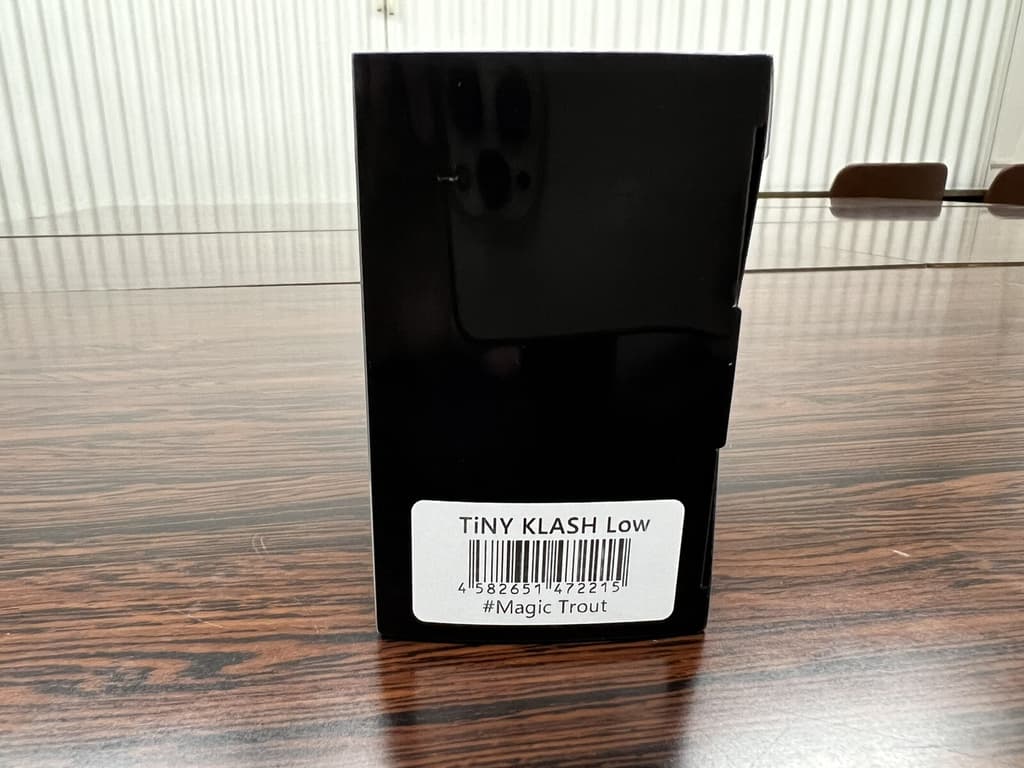 TiNY KLASH Low
4 582651 472215
#Magic Trout